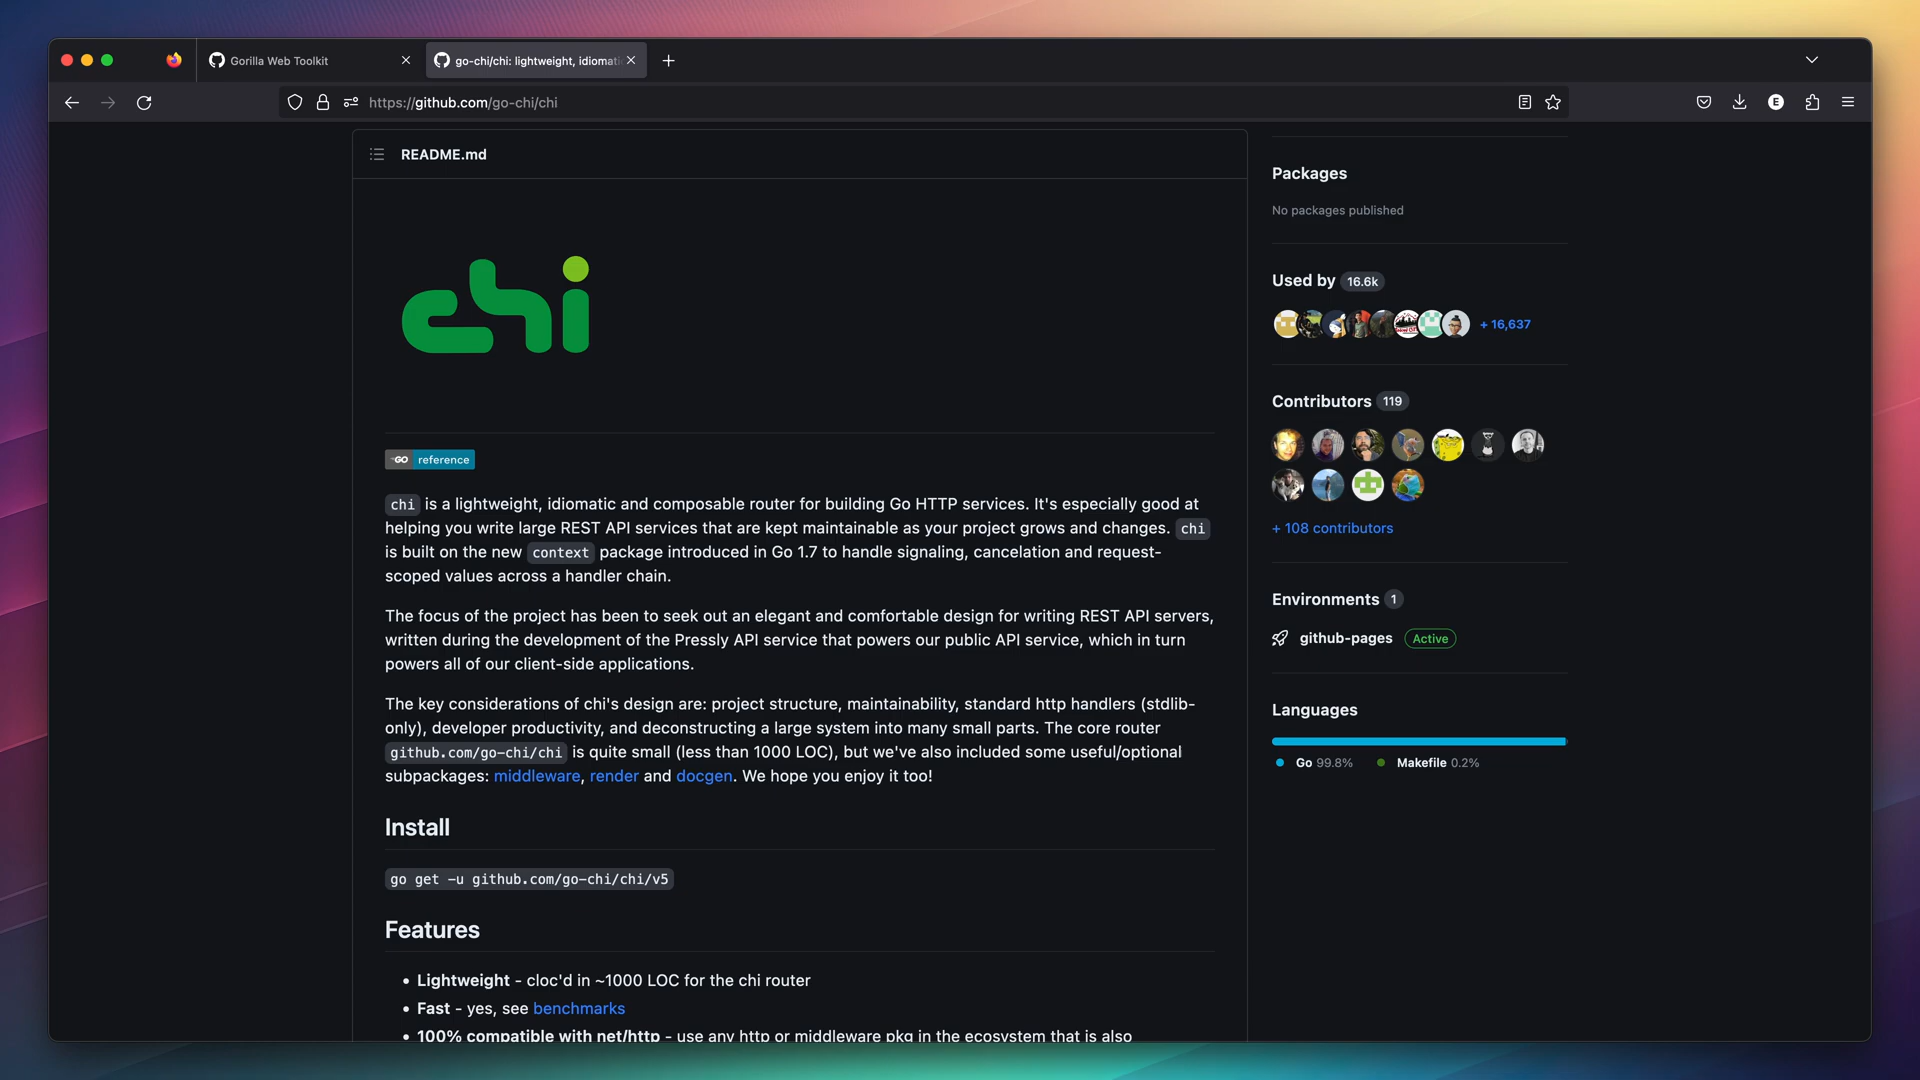 Gorilla Web Toolkit
go-chi/chi: lightweight, idiomati
https://github.com/go-chi/chi
E
README.md
chi
GO reference
chi is a lightweight, idiomatic and composable router for building Go HTTP services. It's especially good at
helping you write large REST API services that are kept maintainable as your project grows and changes. chi
is built on the new context package introduced in Go 1.7 to handle signaling, cancelation and request-
scoped values across a handler chain.
The focus of the project has been to seek out an elegant and comfortable design for writing REST API servers,
written during the development of the Pressly API service that powers our public API service, which in turn
powers all of our client-side applications.
The key considerations of chi's design are: project structure, maintainability, standard http handlers (stdlib-
only), developer productivity, and deconstructing a large system into many small parts. The core router
github.com/go-chi/chi is quite small (less than 1000 LOC), but we've also included some useful/optional
subpackages: middleware, render and docgen. We hope you enjoy it too!
Install
go get -u github.com/go-chi/chi/v5
Features
• Lightweight - cloc'd in ~1000 LOC for the chi router
• Fast - yes, see benchmarks
• 100% compatible with net/http - use any http or middleware pkg in the ecosystem that is also
Packages
No packages published
Used by 16.6k
+ 16,637
Contributors 119
+ 108 contributors
Environments 1
github-pages Active
Languages
Go 99.8% Makefile 0.2%